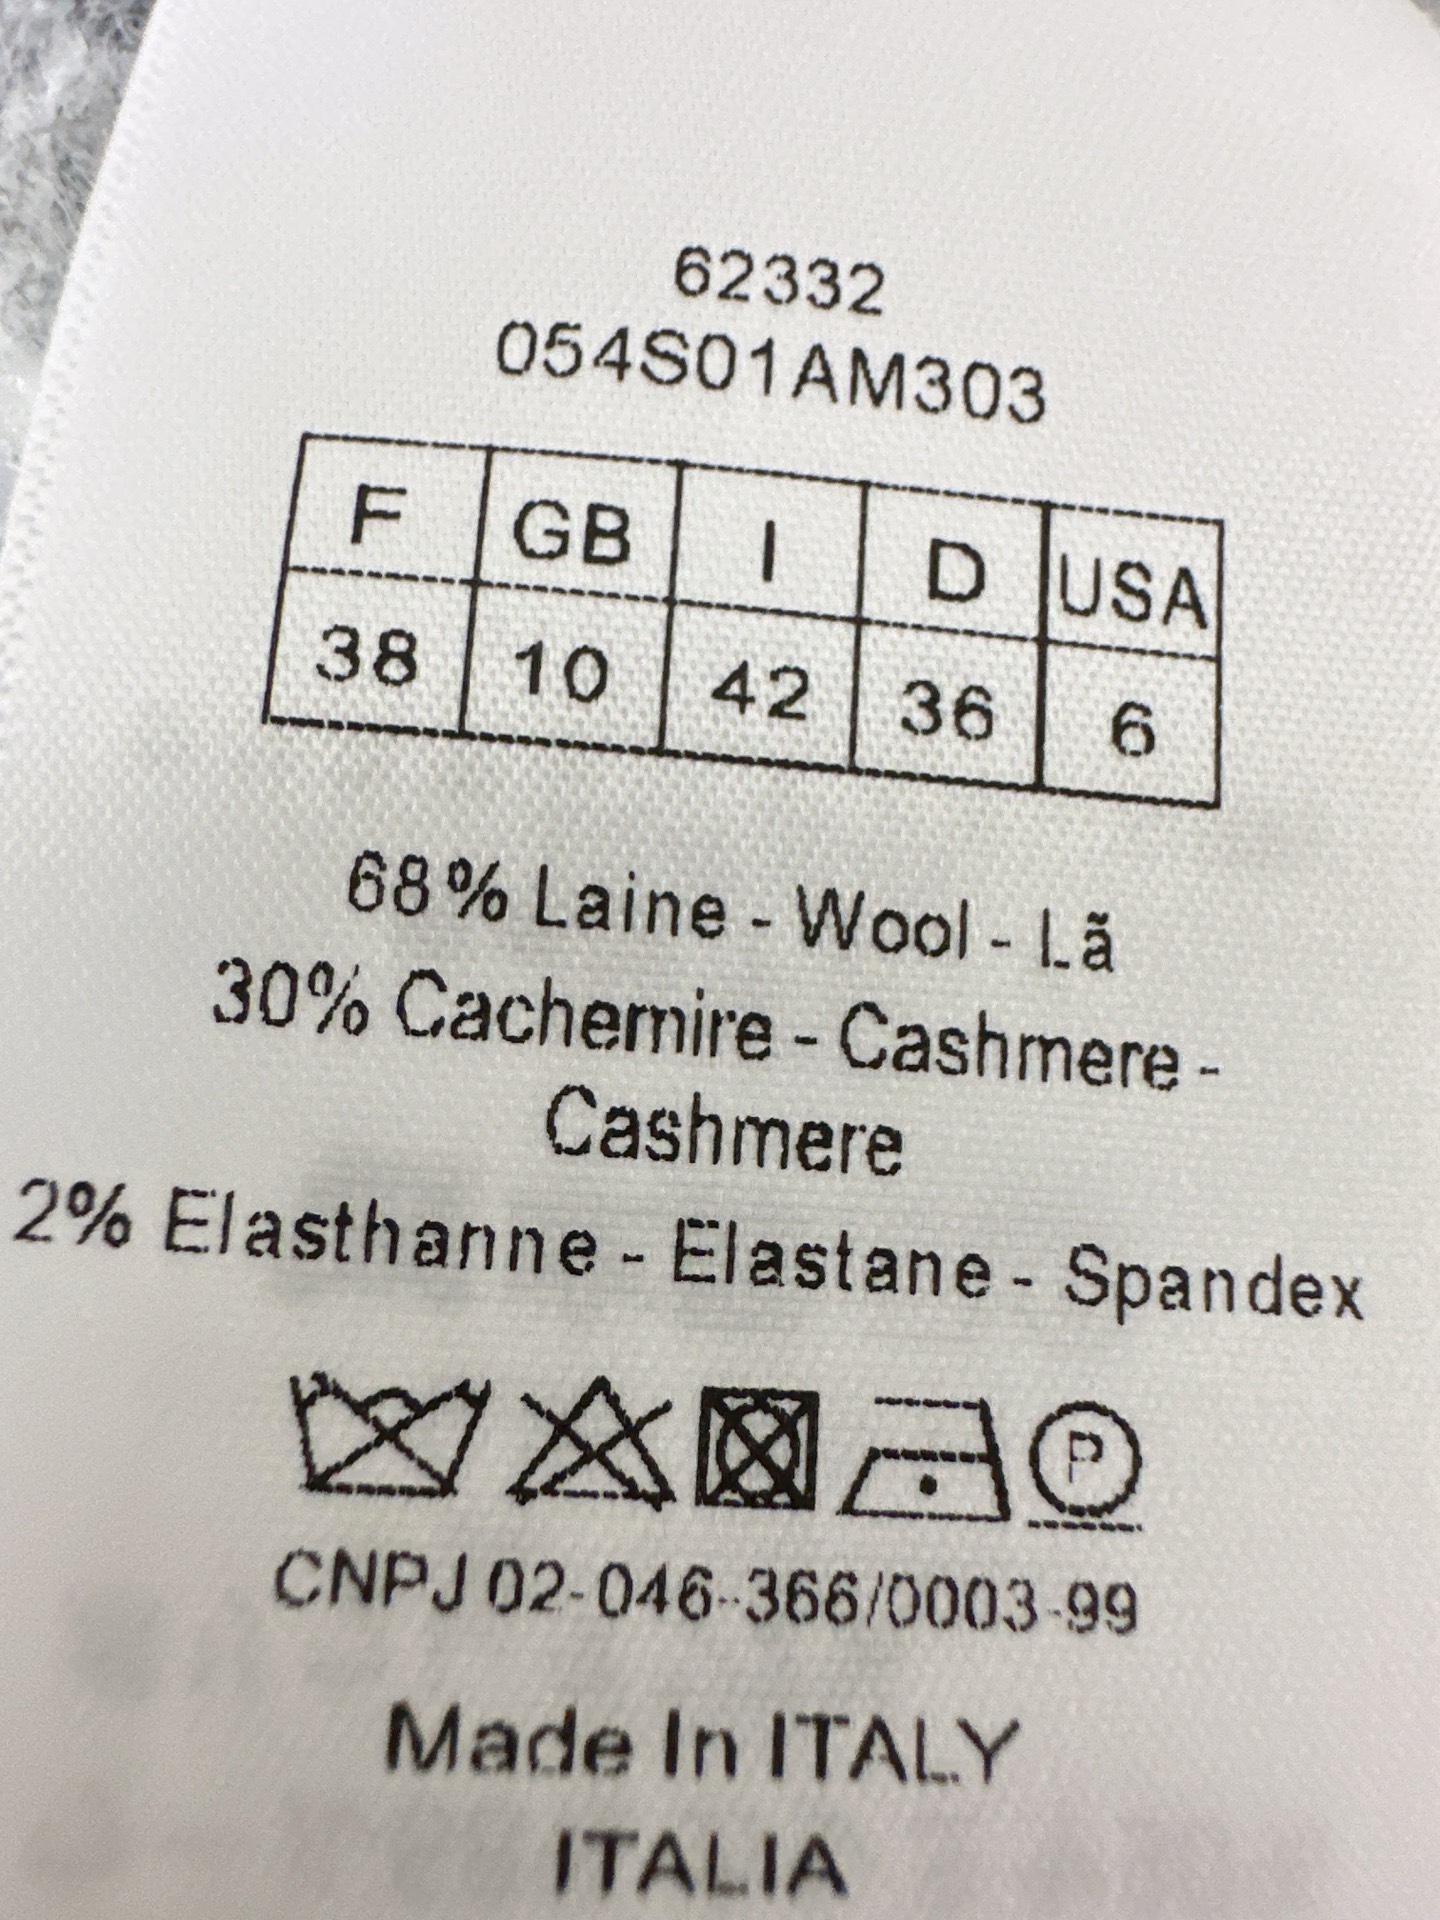 62332
054S01AM303
F GB I D USA
38 10 42 36 6
68% Laine - Wool - Lã
30% Cachemire - Cashmere -
Cashmere
2% Elasthanne - Elastane - Spandex
P
CNPJ 02-046-366/0003-99
Made In ITALY
ITALIA